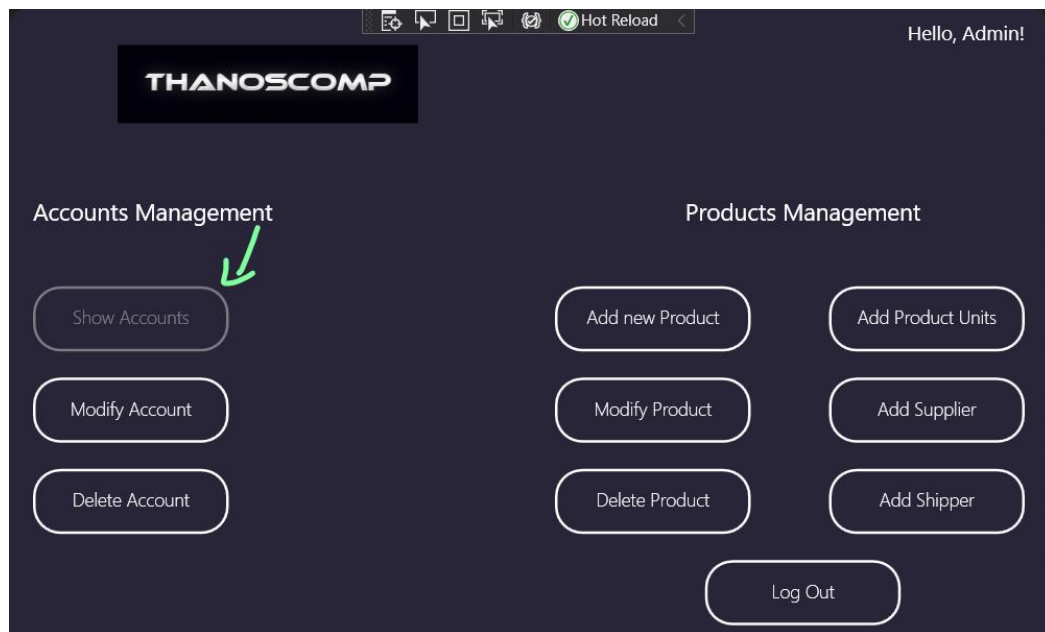 Hot Reload
Hello, Admin!
THANOSCOMP
Accounts Management
Products Management
Show Accounts
Add new Product
Add Product Units
Modify Account
Modify Product
Add Supplier
Delete Account
Delete Product
Add Shipper
Log Out